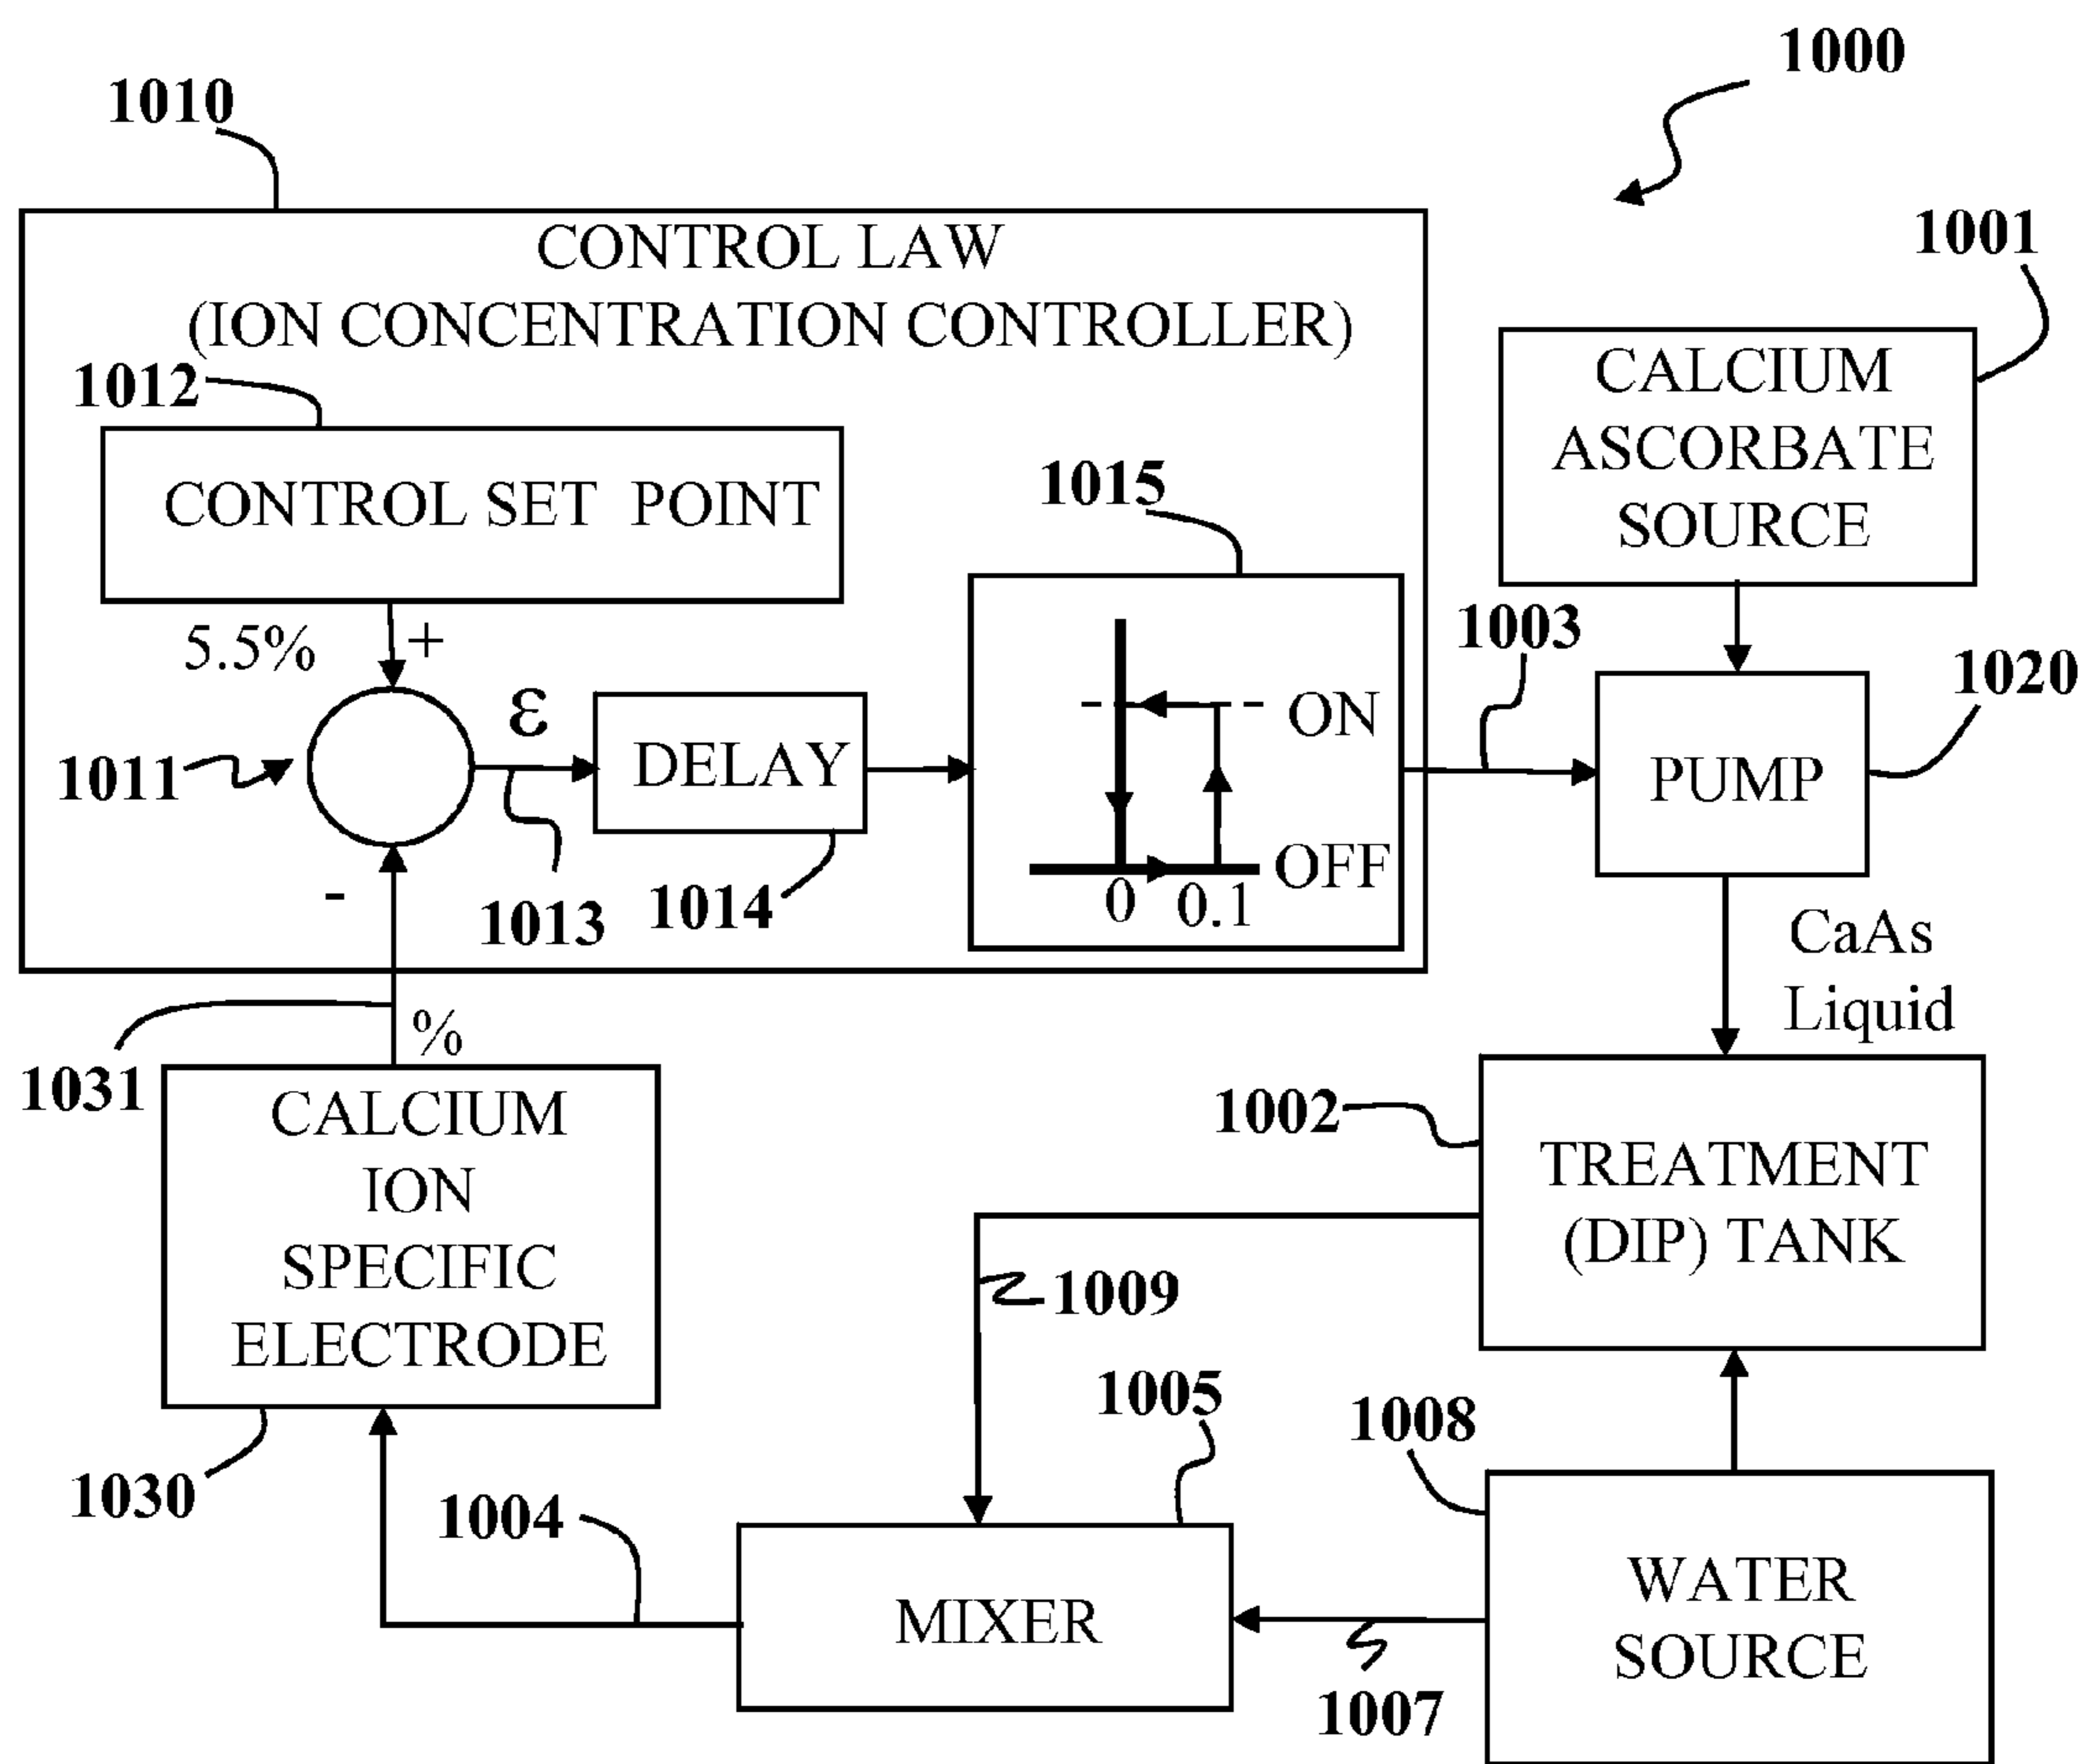 1000
1010
1001
CONTROL LAW
(ION CONCENTRATION CONTROLLER)
1012
CALCIUM
ASCORBATE
SOURCE
CONTROL SET POINT
1015
1003
5.5%
+
1020
ε
ON
1011
DELAY
PUMP
OFF
-
1013
1014
0
0.1
CaAs
Liquid
%
1031
CALCIUM
ION
SPECIFIC
ELECTRODE
1002
TREATMENT
(DIP) TANK
1009
1005
1008
1030
1004
MIXER
WATER
SOURCE
1007